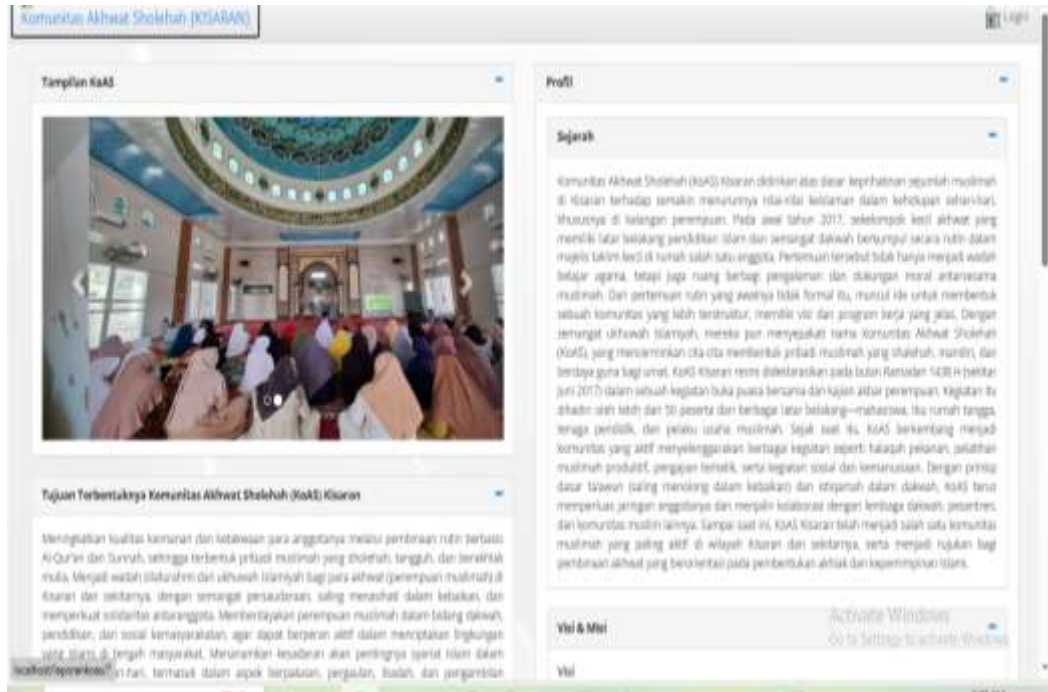 Komunitas Akhwat Sholehah (KISARAN)
Login
Tampilan KoAS
Tujuan Terbentuknya Komunitas Akhwat Sholehah (KoAS) Kisaran
Meningkatkan kualitas keimanan dan ketakwaan para anggotanya melalui pembinaan rutin berbasis
Al-Qur'an dan Sunnah, sehingga terbentuk pribadi muslimah yang sholehah, tangguh, dan berakhlak
mulia. Menjadi wadah silaturahim dan ukhuwah islamiyah bagi para akhwat (perempuan muslimah) di
Kisaran dan sekitarnya, dengan semangat persaudaraan, saling menasihati dalam kebaikan, dan
memperkuat solidaritas antaranggota. Memberdayakan perempuan muslimah dalam bidang dakwah,
pendidikan, dan sosial kemasyarakatan, agar dapat berperan aktif dalam menciptakan lingkungan
yang islami di tengah masyarakat. Menanamkan kesadaran akan pentingnya syariat Islam dalam
hari, termasuk dalam aspek berpakaian, pergaulan, ibadah, dan pengambilan
Profil
Sejarah
Komunitas Akhwat Sholehah (KoAS) Kisaran didirikan atas dasar keprihatinan sejumlah muslimah
di Kisaran terhadap semakin menurunnya nilai-nilai keislaman dalam kehidupan sehari-hari,
khususnya di kalangan perempuan. Pada awal tahun 2017, sekelompok kecil akhwat yang
memiliki latar belakang pendidikan Islam dan semangat dakwah berkumpul secara rutin dalam
majelis taklim kecil di rumah salah satu anggota. Pertemuan tersebut tidak hanya menjadi wadah
belajar agama, tetapi juga ruang berbagi pengalaman dan dukungan moral antarsesama
muslimah. Dari pertemuan rutin yang awalnya tidak formal itu, muncul ide untuk membentuk
sebuah komunitas yang lebih terstruktur, memiliki visi dan program kerja yang jelas. Dengan
semangat ukhuwah islamiyah, mereka pun menyepakati nama Komunitas Akhwat Sholehah
(KoAS), yang mencerminkan cita-cita membentuk pribadi muslimah yang shalehah, mandiri, dan
berdaya guna bagi umat. KoAS Kisaran resmi dideklarasikan pada bulan Ramadan 1438 H (sekitar
Juni 2017) dalam sebuah kegiatan buka puasa bersama dan kajian akbar perempuan. Kegiatan itu
dihadiri oleh lebih dari 50 peserta dari berbagai latar belakang—mahasiswa, ibu rumah tangga,
tenaga pendidik, dan pelaku usaha muslimah. Sejak saat itu, KoAS berkembang menjadi
komunitas yang aktif menyelenggarakan berbagai kegiatan seperti halaqah pekanan, pelatihan
muslimah produktif, pengajian tematik, serta kegiatan sosial dan kemanusiaan. Dengan prinsip
dasar ta'awun (saling menolong dalam kebaikan) dan istiqamah dalam dakwah, KoAS terus
memperluas jaringan anggotanya dan menjalin kolaborasi dengan lembaga dakwah, pesantren,
dan komunitas muslim lainnya. Sampai saat ini, KoAS Kisaran telah menjadi salah satu komunitas
muslimah yang paling aktif di wilayah Kisaran dan sekitarnya, serta menjadi rujukan bagi
pembinaan akhwat yang berorientasi pada pembentukan akhlak dan kepemimpinan islami.
Visi & Misi
Visi
Activate Windows
Go to Settings to activate Windows